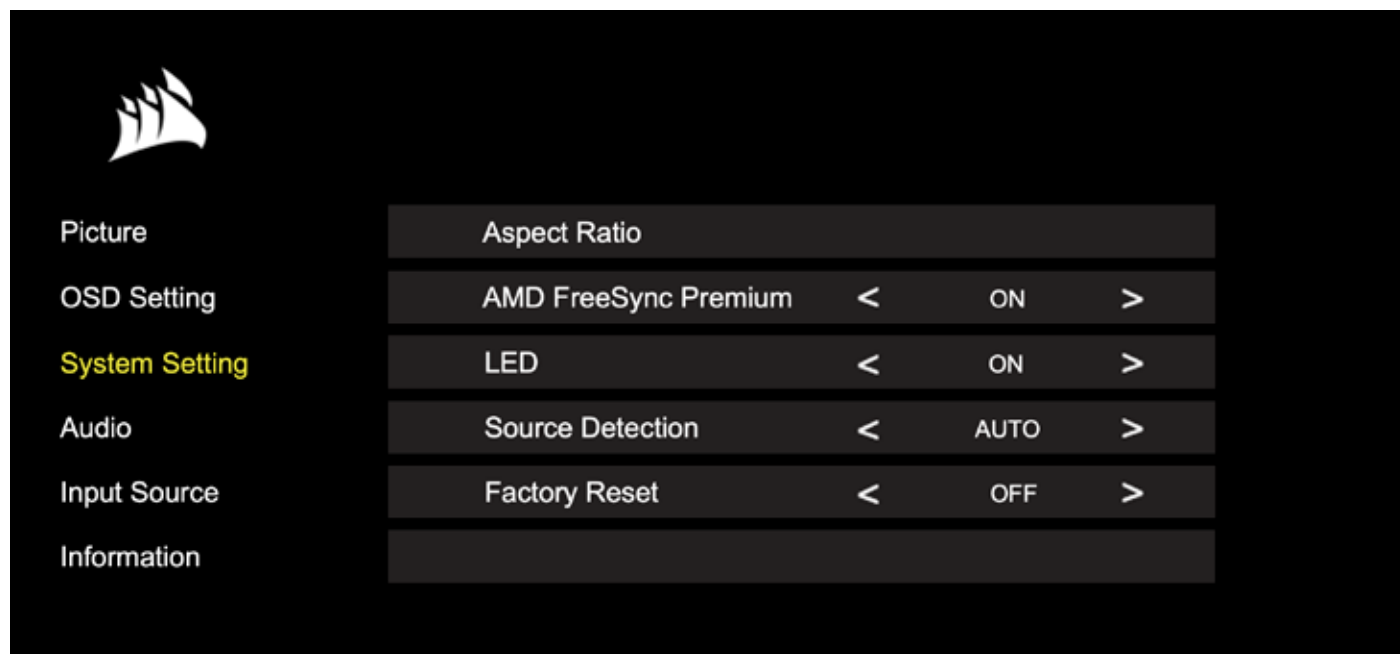 Picture Aspect Ratio
OSD Setting AMD FreeSync Premium < ON >
System Setting LED < ON >
Audio Source Detection < AUTO >
Input Source Factory Reset < OFF >
Information